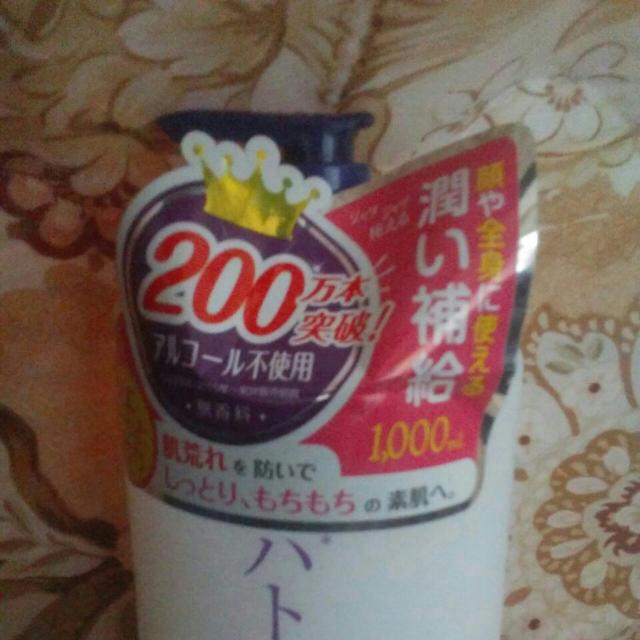 200万本
突破!
アルコール不使用
・無香料・
顔や全身に使える
潤い補給
1,000mL
肌荒れを防いで
しっとり、もちもちの素肌へ。
ハト